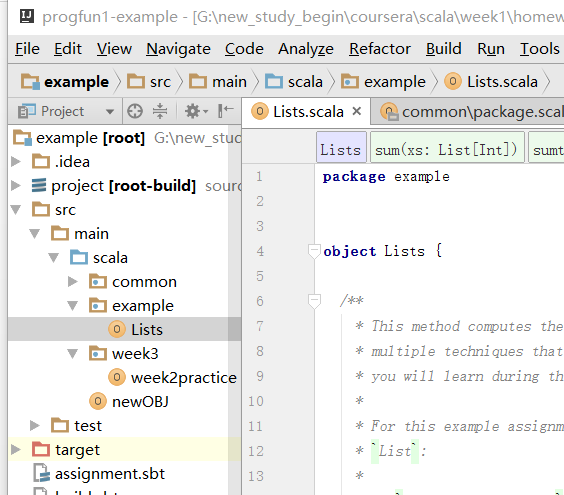 IJ progfun1-example - [G:\new_study_begin\coursera\scala\week1\homew
File Edit View Navigate Code Analyze Refactor Build Run Tools
example src main scala example Lists.scala
Project Lists.scala common\package.scal
Lists sum(xs: List[Int]) sumt
example [root] G:\new_stud
.idea
project [root-build] sourc
src
main
scala
common
example
Lists
week3
week2practice
newOBJ
test
target
assignment.sbt
1 package example
2
3
4 object Lists {
5
6 /**
7 * This method computes the
8 * multiple techniques that
9 * you will learn during th
10 *
11 * For this example assignm
12 * `List`:
13 *